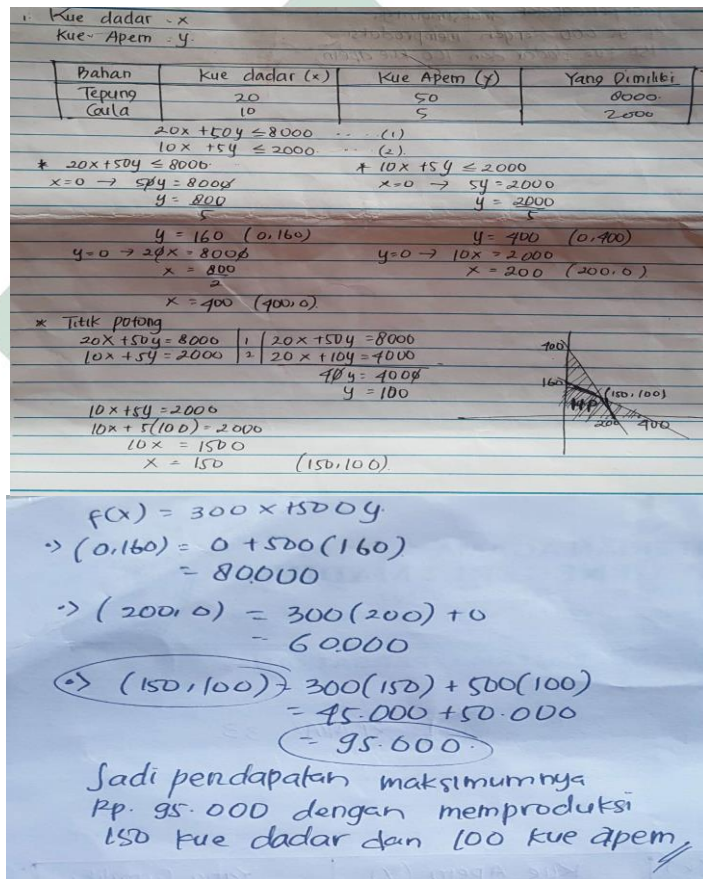 1. Kue dadar : x
Kue Apem : y.
Bahan Kue dadar (x) Kue Apem (y) Yang Dimiliki
Tepung 20 50 8000
Gula 10 5 2000
20x + 50y ≤ 8000 ... (1)
10x + 5y ≤ 2000 ... (2)
* 20x + 50y ≤ 8000 * 10x + 5y ≤ 2000
x=0 → 50y = 8000 x=0 → 5y = 2000
y = 800/5 y = 2000/5
y = 160 (0,160) y = 400 (0,400)
y=0 → 20x = 8000 y=0 → 10x = 2000
x = 800/2 x = 200 (200,0)
x = 400 (400,0)
* Titik potong
20x + 50y = 8000 | 1 | 20x + 50y = 8000
10x + 5y = 2000 | 2 | 20x + 10y = 4000
40y = 4000
y = 100
10x + 5y = 2000
10x + 5(100) = 2000
10x = 1500
x = 150 (150,100)
400
160
(150,100)
HP
200 400
f(x) = 300x + 500y.
•> (0,160) = 0 + 500(160)
= 80000
•> (200,0) = 300(200) + 0
= 60000
•> (150,100) = 300(150) + 500(100)
= 45.000 + 50.000
= 95.000.
Jadi pendapatan maksimumnya
Rp. 95.000 dengan memproduksi
150 kue dadar dan 100 kue apem